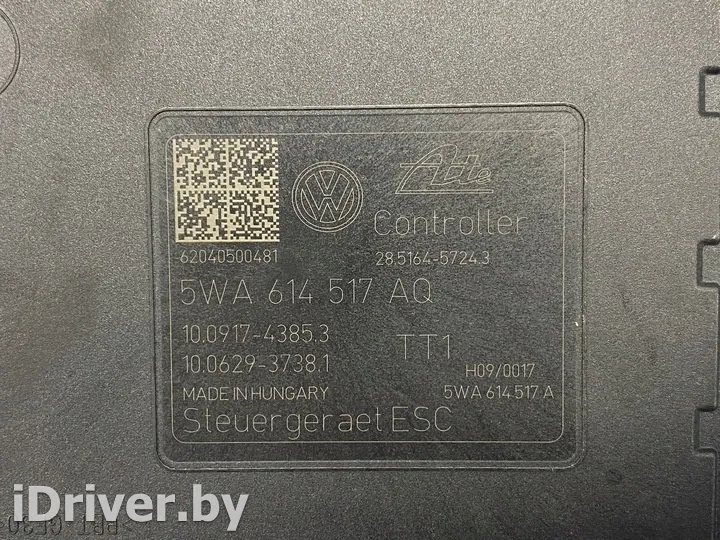 Ate
Controller
62040500481
28.5164-5724.3
5WA 614 517 AQ
10.0917-4385.3
10.0629-3738.1
TT1
H09/0017
MADE IN HUNGARY
5WA 614 517 A
Steuergeraet ESC
iDriver.by